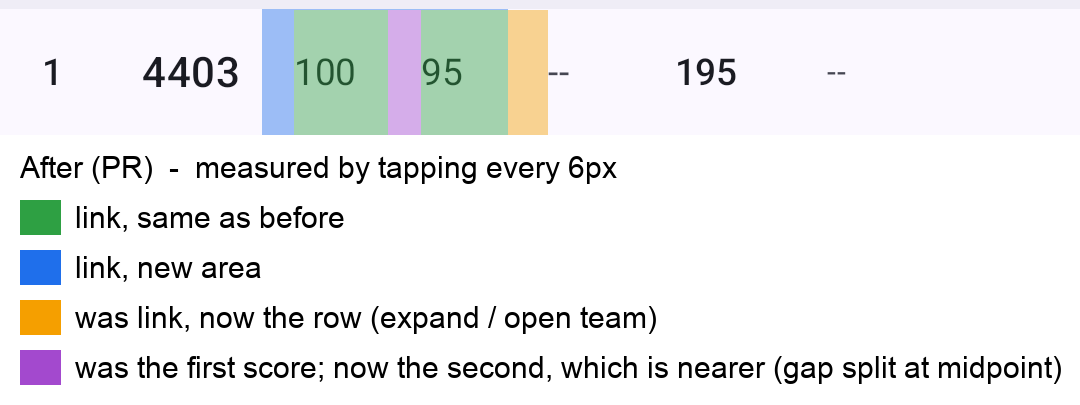 1 4403 100 95 -- 195 --
After (PR) - measured by tapping every 6px
link, same as before
link, new area
was link, now the row (expand / open team)
was the first score; now the second, which is nearer (gap split at midpoint)